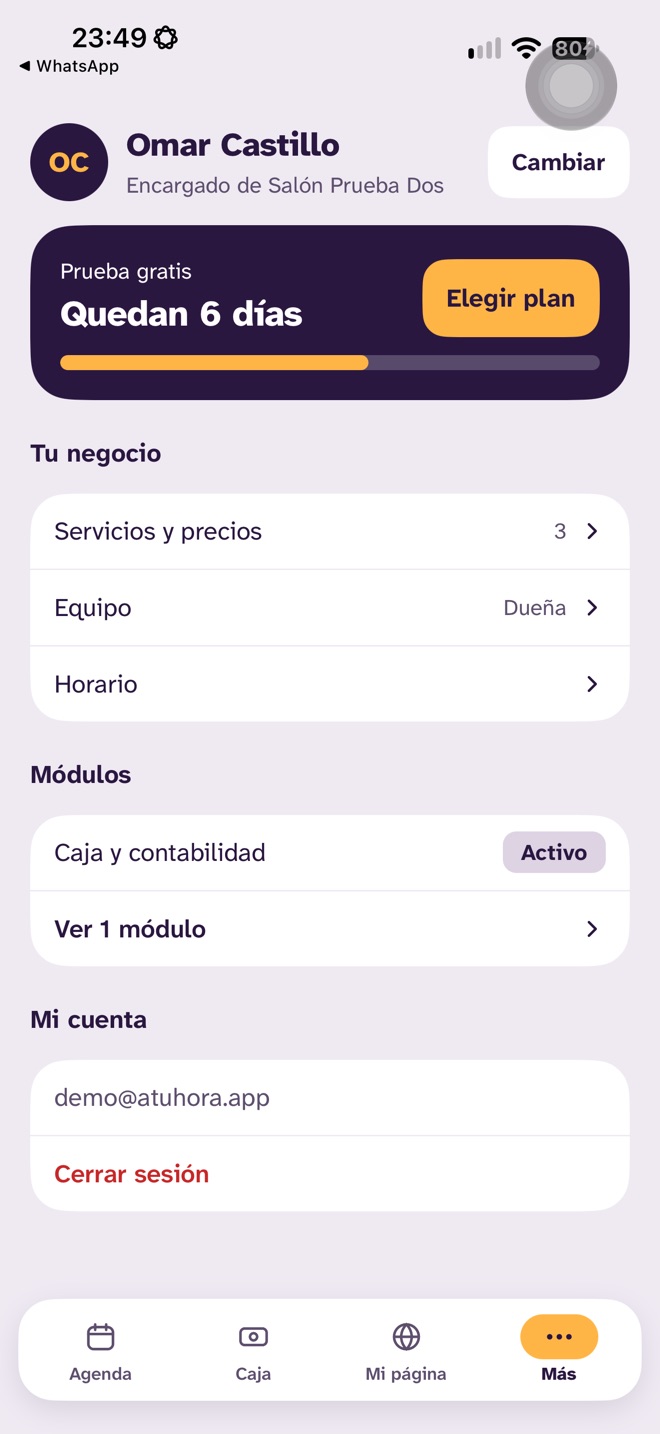 23:49
80
◀ WhatsApp
OC
Omar Castillo
Encargado de Salón Prueba Dos
Cambiar
Prueba gratis
Quedan 6 días
Elegir plan
Tu negocio
Servicios y precios 3
Equipo Dueña
Horario
Módulos
Caja y contabilidad Activo
Ver 1 módulo
Mi cuenta
demo@atuhora.app
Cerrar sesión
Agenda Caja Mi página Más